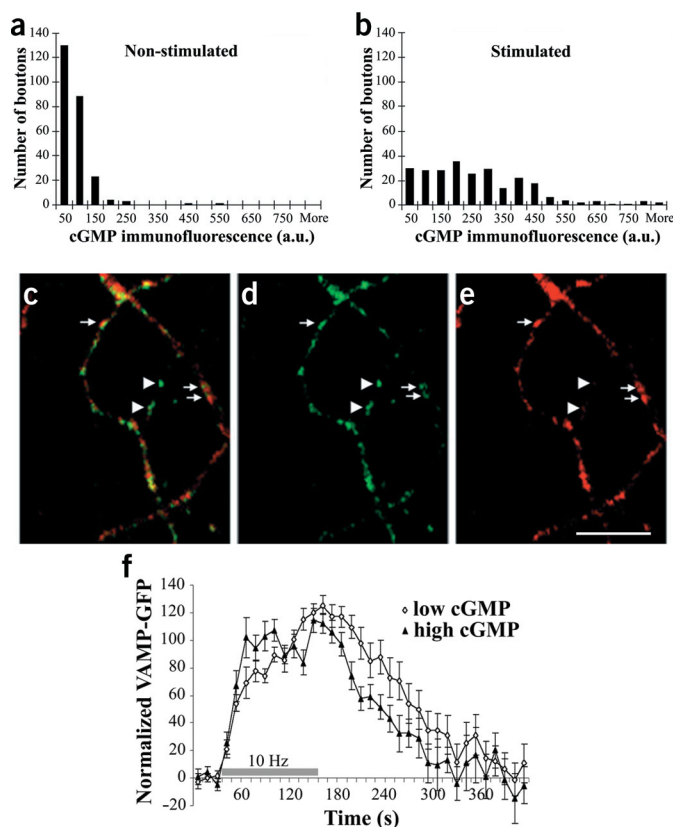 a
b
Non-stimulated
Stimulated
Number of boutons
140
120
100
80
60
40
20
0
50 150 250 350 450 550 650 750 More
cGMP immunofluorescence (a.u.)
Number of boutons
140
120
100
80
60
40
20
0
50 150 250 350 450 550 650 750 More
cGMP immunofluorescence (a.u.)
c
d
e
f
Normalized VAMP-GFP
140
120
100
80
60
40
20
0
-20
low cGMP
high cGMP
10 Hz
60 120 180 240 300 360
Time (s)